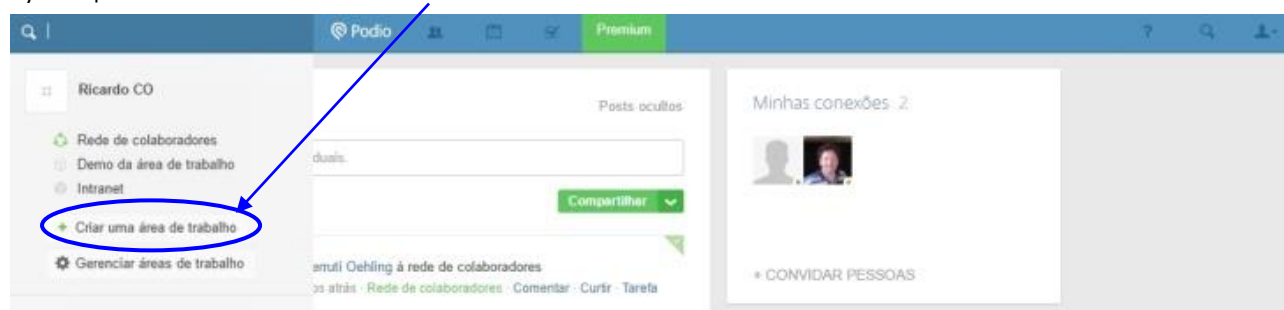 Podio
Premium
?
Ricardo CO
Rede de colaboradores
Demo da área de trabalho
Intranet
+ Criar uma área de trabalho
Gerenciar áreas de trabalho
Posts ocultos
duais.
Compartilhar
Oehling à rede de colaboradores
atrás · Rede de colaboradores · Comentar · Curtir · Tarefa
Minhas conexões 2
+ CONVIDAR PESSOAS